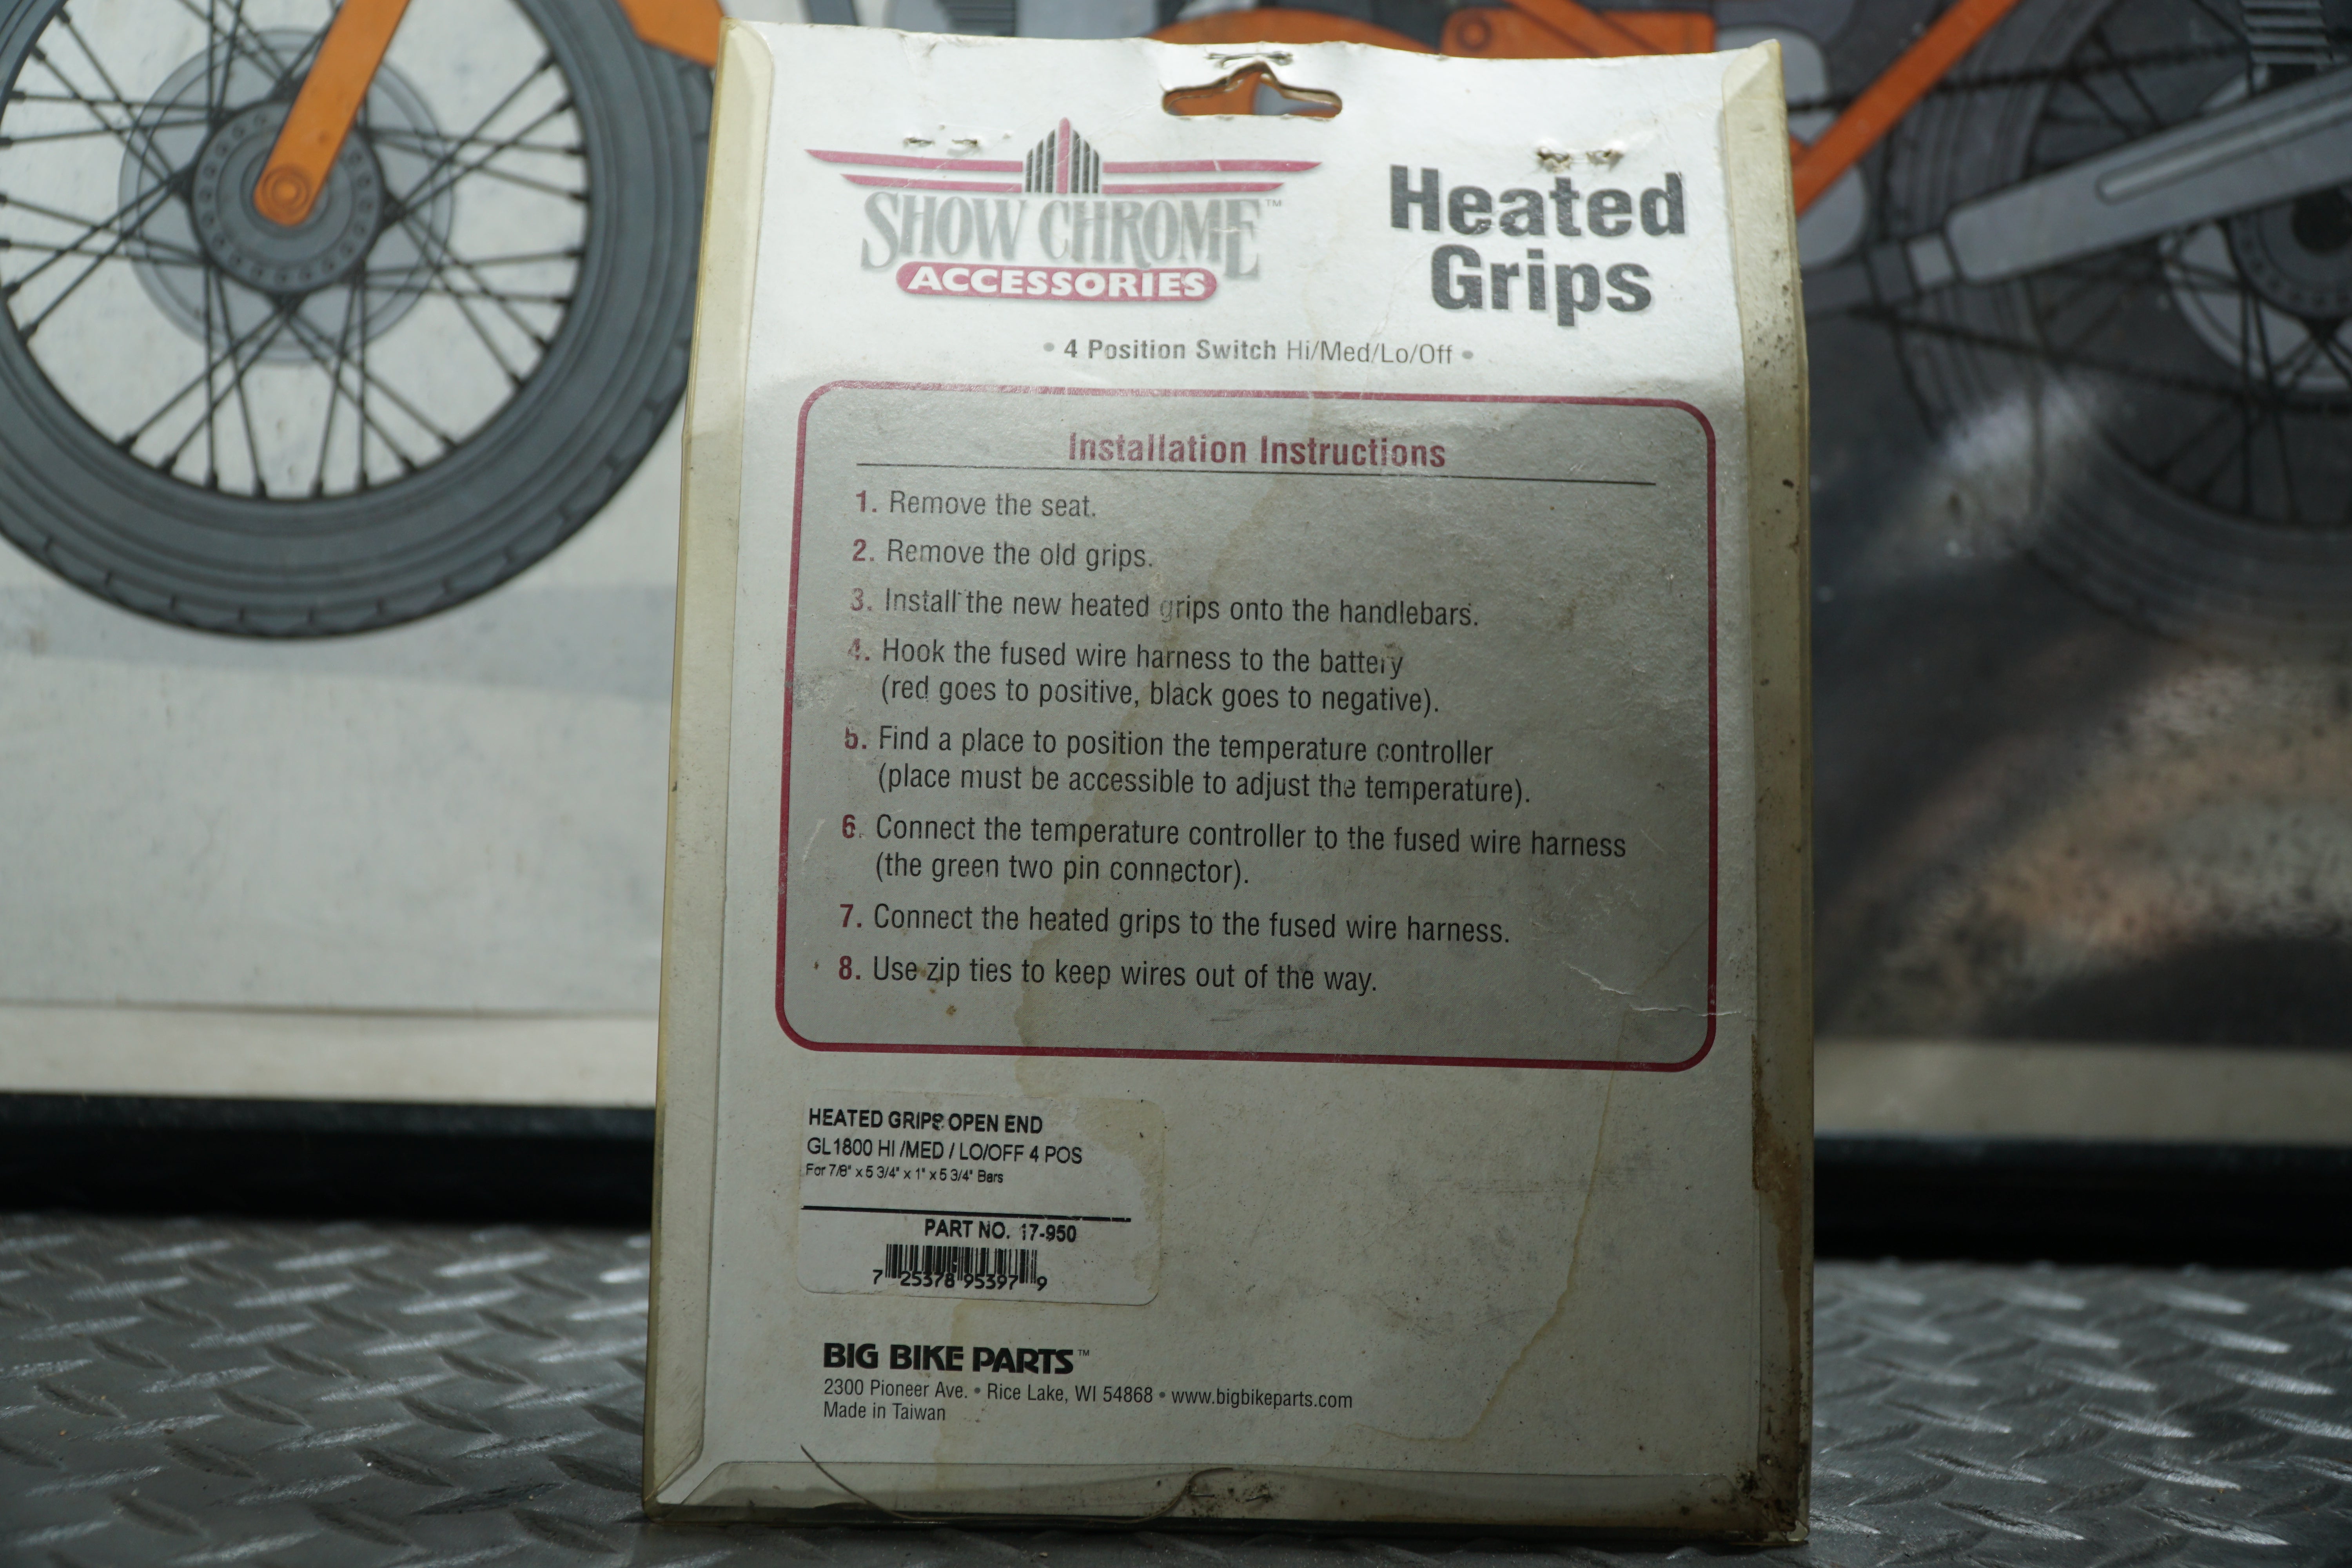 SHOW CHROME™
ACCESSORIES
Heated
Grips
• 4 Position Switch Hi/Med/Lo/Off •
Installation Instructions
1. Remove the seat.
2. Remove the old grips.
3. Install the new heated grips onto the handlebars.
4. Hook the fused wire harness to the battery
(red goes to positive, black goes to negative).
5. Find a place to position the temperature controller
(place must be accessible to adjust the temperature).
6. Connect the temperature controller to the fused wire harness
(the green two pin connector).
7. Connect the heated grips to the fused wire harness.
8. Use zip ties to keep wires out of the way.
HEATED GRIPS OPEN END
GL1800 HI /MED / LO/OFF 4 POS
For 7/8" x 5 3/4" x 1" x 5 3/4" Bars
PART NO. 17-950
7 25378 95397 9
BIG BIKE PARTS™
2300 Pioneer Ave. • Rice Lake, WI 54868 • www.bigbikeparts.com
Made in Taiwan